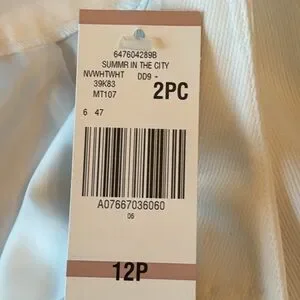 647604289B
SUMMR IN THE CITY
NVWHTWHT DD9 -
39K83 2PC
MT107
6 47
A07667036060
06
12P